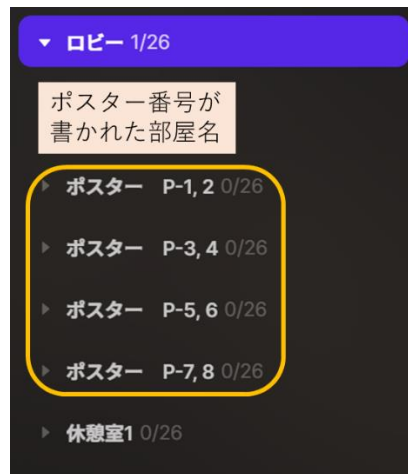 ロビー 1/26
ポスター番号が
書かれた部屋名
ポスター　P-1, 2 0/26
ポスター　P-3, 4 0/26
ポスター　P-5, 6 0/26
ポスター　P-7, 8 0/26
休憩室1 0/26